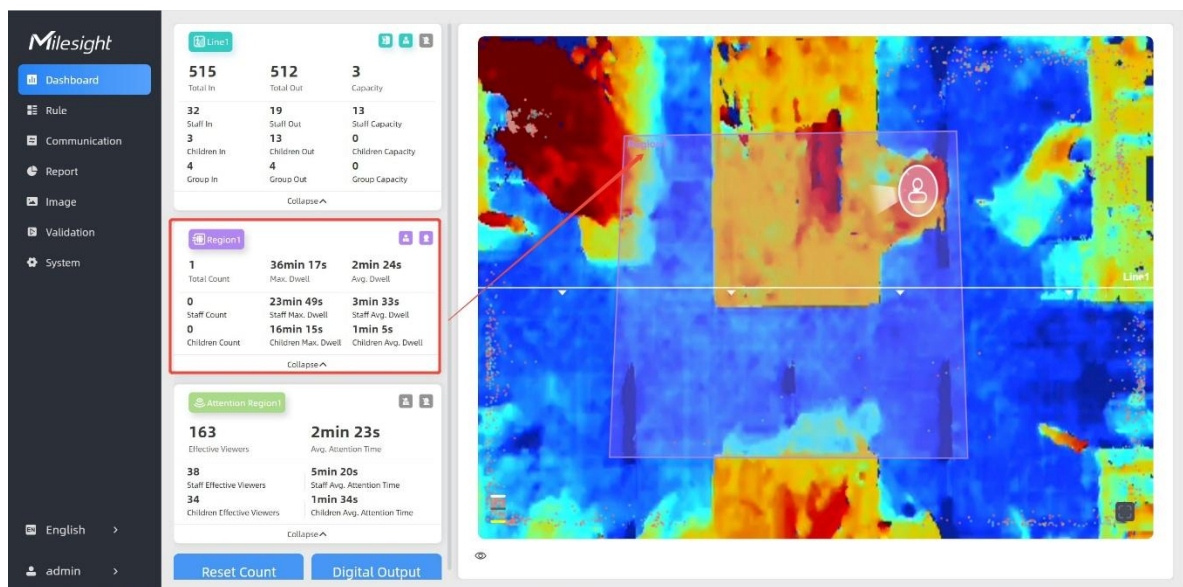 Milesight
Dashboard
Rule
Communication
Report
Image
Validation
System
English >
admin >
Line1
515 512 3
Total In Total Out Capacity
32 19 13
Staff In Staff Out Staff Capacity
3 13 0
Children In Children Out Children Capacity
4 4 0
Group In Group Out Group Capacity
Collapse
Region1
1 36min 17s 2min 24s
Total Count Max. Dwell Avg. Dwell
0 23min 49s 3min 33s
Staff Count Staff Max. Dwell Staff Avg. Dwell
0 16min 15s 1min 5s
Children Count Children Max. Dwell Children Avg. Dwell
Collapse
Attention Region1
163 2min 23s
Effective Viewers Avg. Attention Time
38 5min 20s
Staff Effective Viewers Staff Avg. Attention Time
34 1min 34s
Children Effective Viewers Children Avg. Attention Time
Collapse
Reset Count Digital Output
Region1
Line1